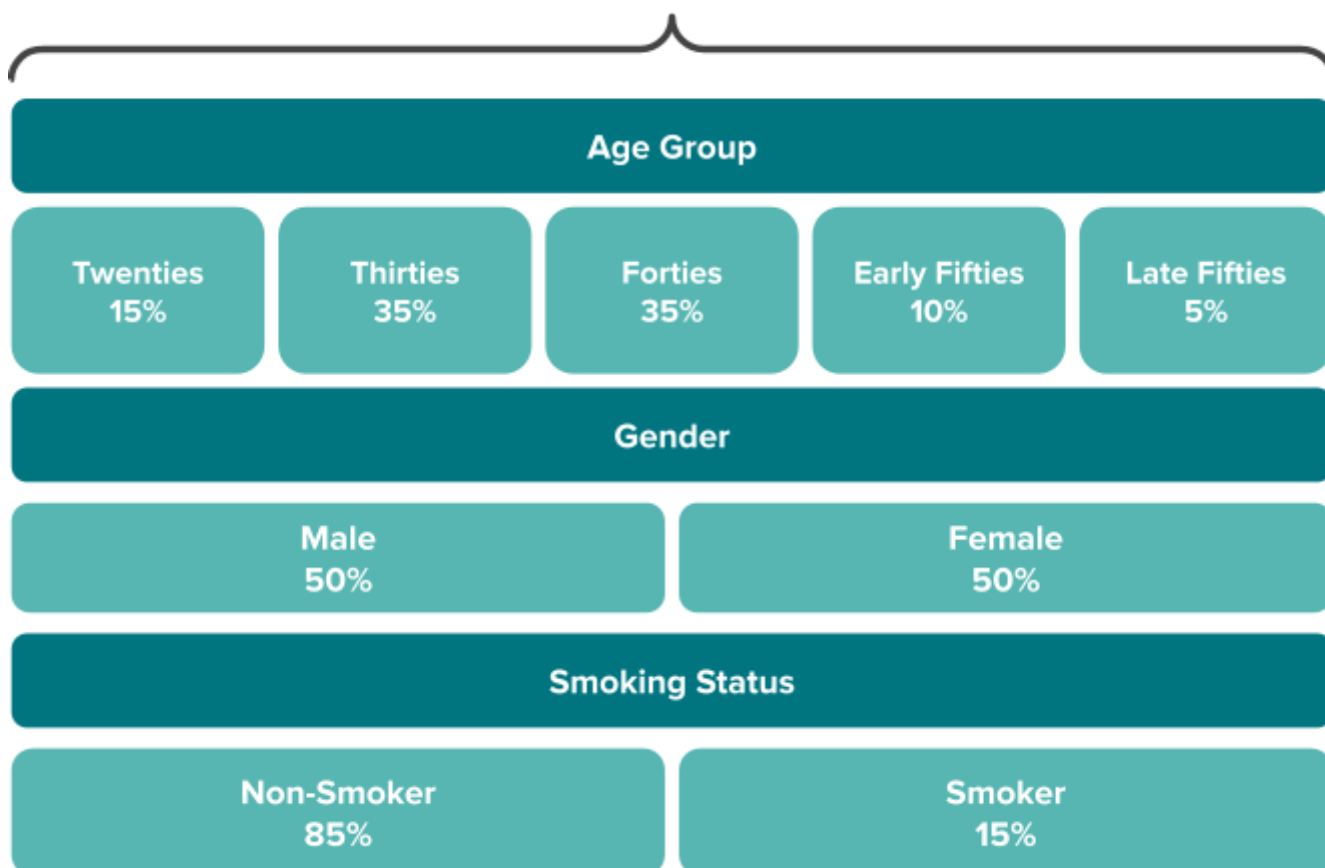 Age Group
Twenties
15%
Thirties
35%
Forties
35%
Early Fifties
10%
Late Fifties
5%
Gender
Male
50%
Female
50%
Smoking Status
Non-Smoker
85%
Smoker
15%